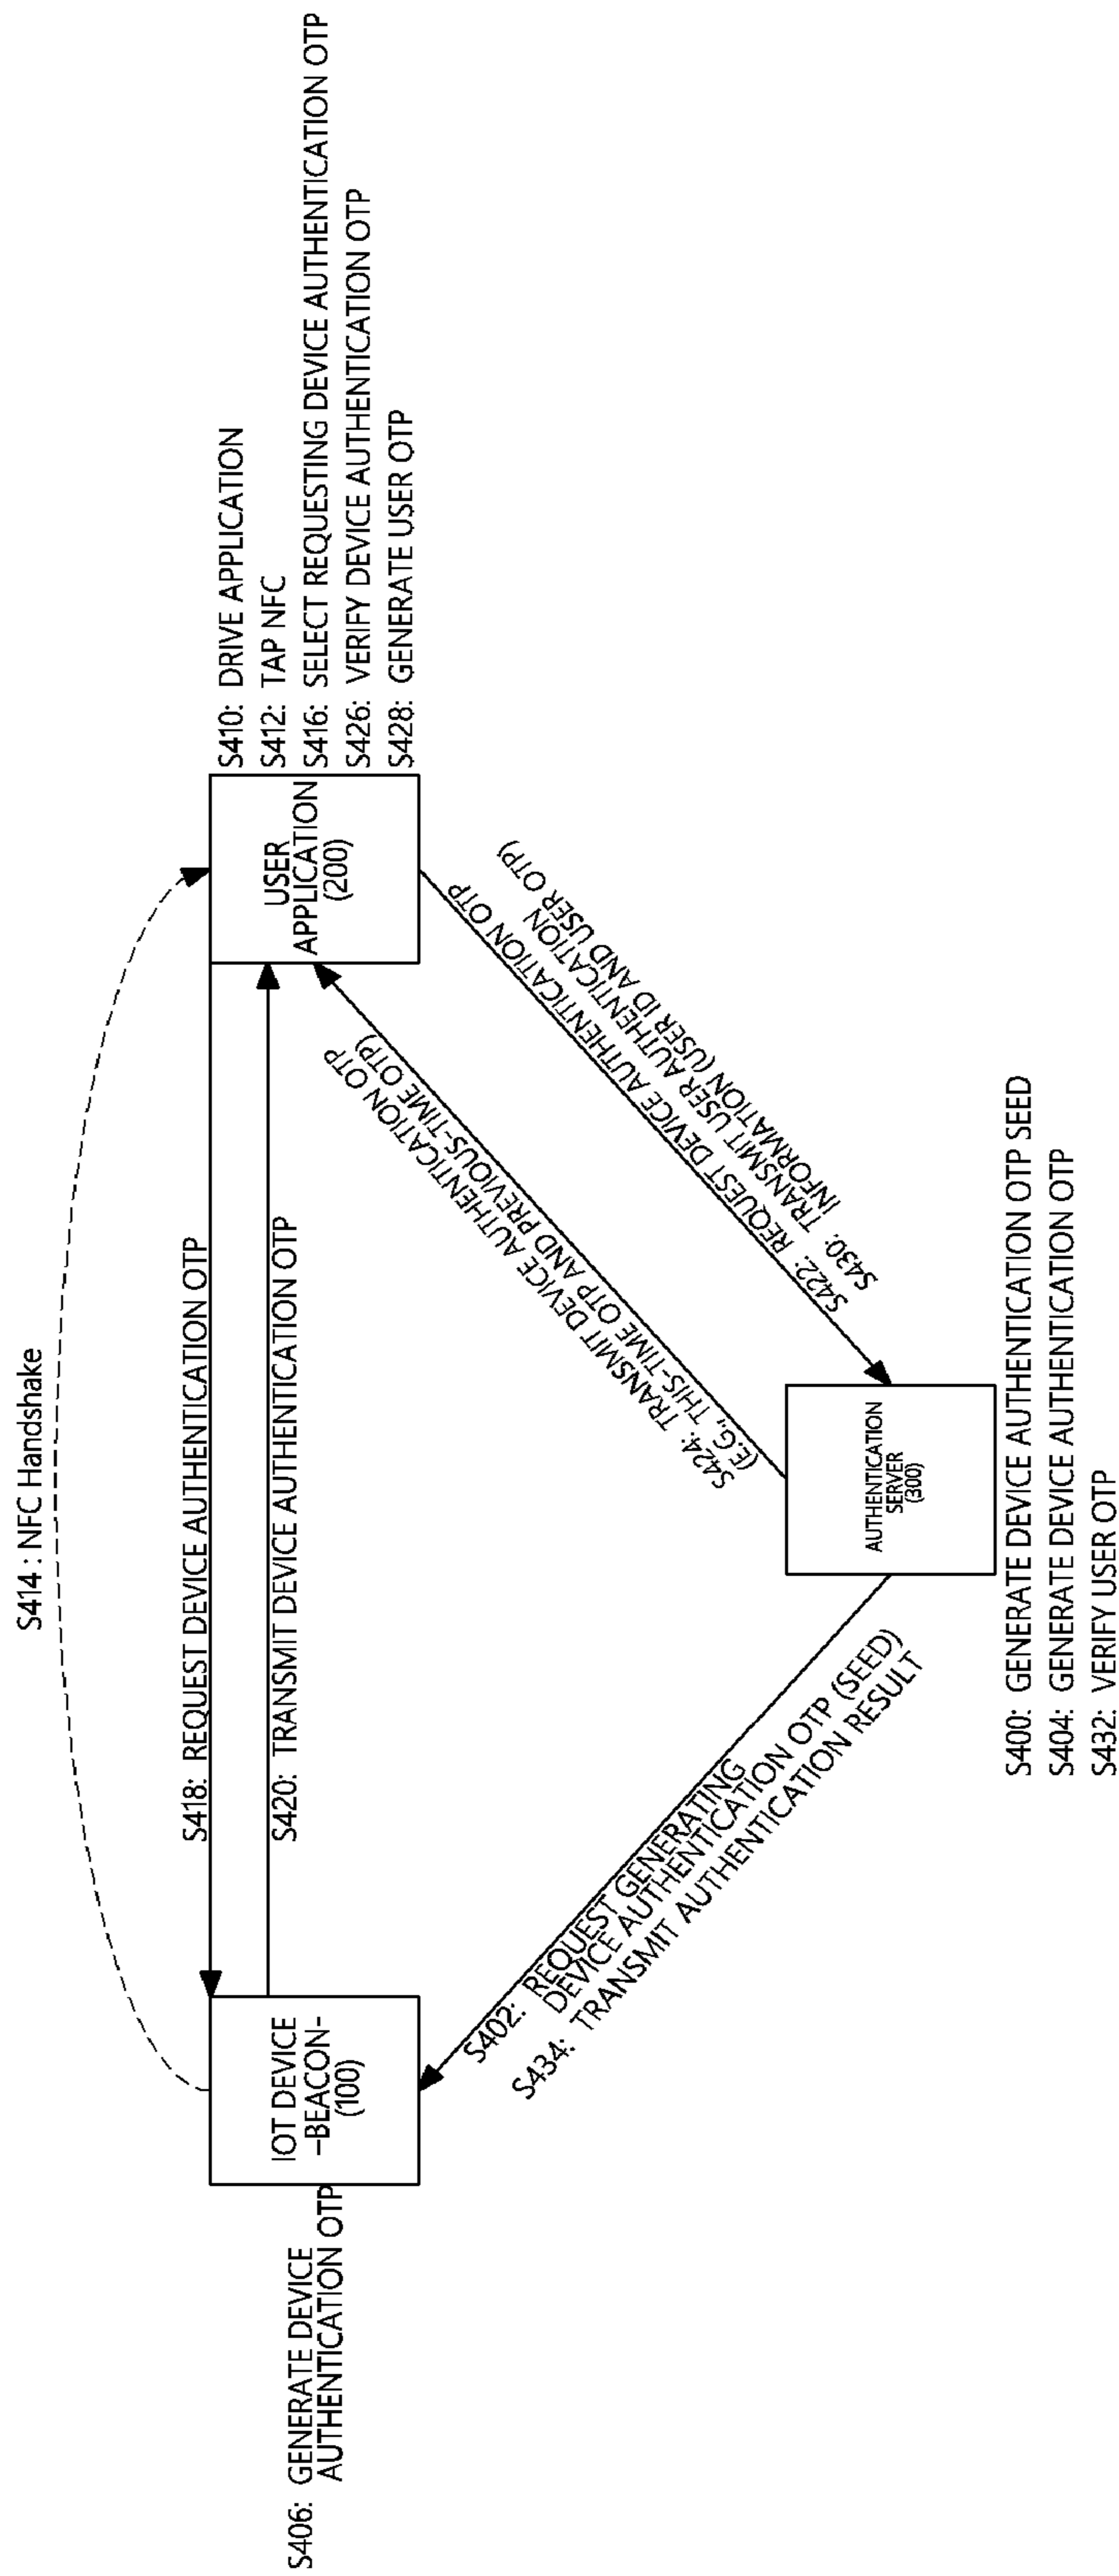 S414 : NFC Handshake
S418: REQUEST DEVICE AUTHENTICATION OTP
S420: TRANSMIT DEVICE AUTHENTICATION OTP
S406: GENERATE DEVICE
AUTHENTICATION OTP
IOT DEVICE
–BEACON-
(100)
USER
APPLICATION
(200)
S410: DRIVE APPLICATION
S412: TAP NFC
S416: SELECT REQUESTING DEVICE AUTHENTICATION OTP
S426: VERIFY DEVICE AUTHENTICATION OTP
S428: GENERATE USER OTP
S424: TRANSMIT DEVICE AUTHENTICATION OTP
(E.G., THIS-TIME OTP AND PREVIOUS-TIME OTP)
S422: REQUEST DEVICE AUTHENTICATION OTP
S430: TRANSMIT USER AUTHENTICATION
INFORMATION (USER ID AND USER OTP)
S402: REQUEST GENERATING
DEVICE AUTHENTICATION OTP (SEED)
S434: TRANSMIT AUTHENTICATION RESULT
AUTHENTICATION
SERVER
(300)
S400: GENERATE DEVICE AUTHENTICATION OTP SEED
S404: GENERATE DEVICE AUTHENTICATION OTP
S432: VERIFY USER OTP